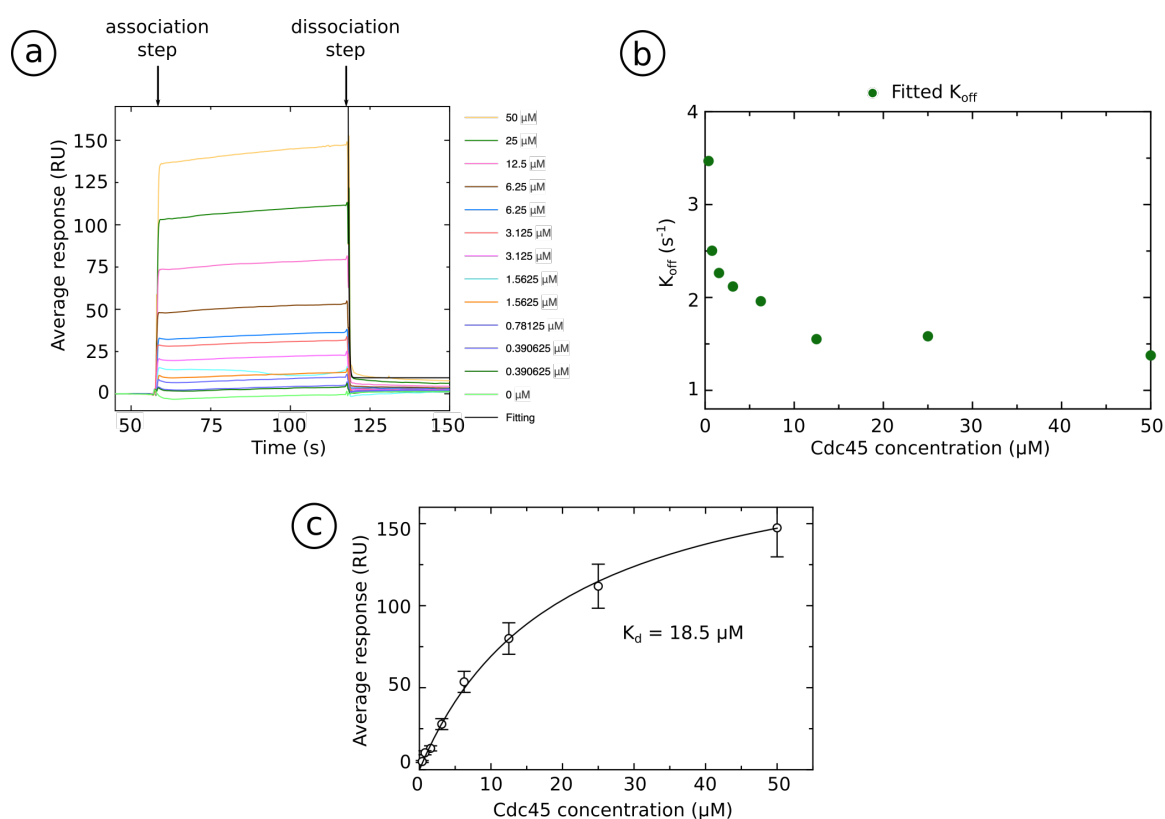 association
step
dissociation
step
a
Average response (RU)
150
125
100
75
50
25
0
50
75
100
125
150
Time (s)
50 µM
25 µM
12.5 µM
6.25 µM
6.25 µM
3.125 µM
3.125 µM
1.5625 µM
1.5625 µM
0.78125 µM
0.390625 µM
0.390625 µM
0 µM
Fitting
b
Fitted Koff
Koff (s-1)
4
3
2
1
0
10
20
30
40
50
Cdc45 concentration (µM)
c
Average response (RU)
150
100
50
0
Kd = 18.5 µM
0
10
20
30
40
50
Cdc45 concentration (µM)